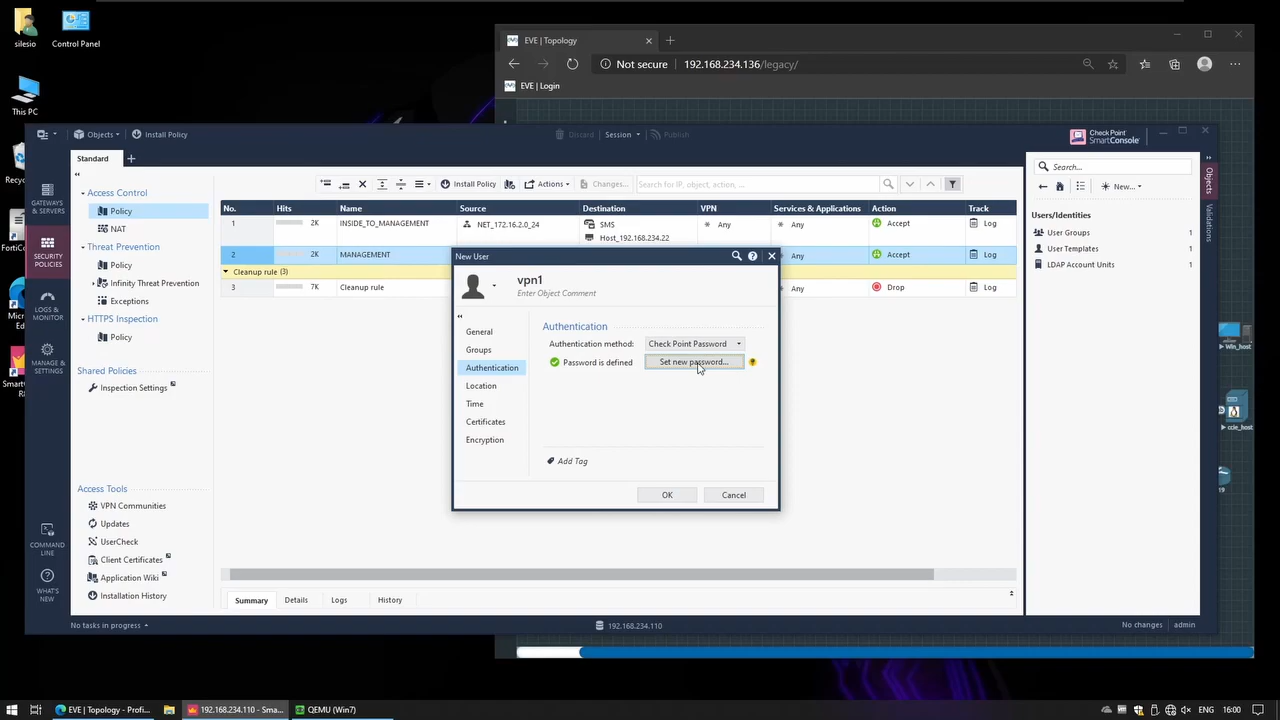 silesio
Control Panel
This PC
EVE | Topology
Not secure
192.168.234.136/legacy/
EVE | Login
Objects
Install Policy
Discard
Session
Publish
Check Point
SmartConsole
Standard
GATEWAYS
& SERVERS
SECURITY
POLICIES
LOGS &
MONITOR
MANAGE &
SETTINGS
COMMAND
LINE
WHAT'S
NEW
Access Control
Policy
NAT
Threat Prevention
Policy
Infinity Threat Prevention
Exceptions
HTTPS Inspection
Policy
Shared Policies
Inspection Settings
Access Tools
VPN Communities
Updates
UserCheck
Client Certificates
Application Wiki
Installation History
Install Policy
Actions
Changes...
Search for IP, object, action, ...
No. Hits Name Source Destination VPN Services & Applications Action Track
1 2K INSIDE_TO_MANAGEMENT NET_172.16.2.0_24 SMS Any Any Accept Log
Host_192.168.234.22
2 2K MANAGEMENT Any Accept Log
Cleanup rule (3)
3 7K Cleanup rule Any Drop Log
New User
vpn1
Enter Object Comment
General
Groups
Authentication
Location
Time
Certificates
Encryption
Authentication
Authentication method: Check Point Password
Password is defined Set new password...
Add Tag
OK Cancel
Summary Details Logs History
Search...
New...
Users/Identities
User Groups 1
User Templates 1
LDAP Account Units 1
Objects
Validations
Win_host
ccie_host
19
No tasks in progress
192.168.234.110
No changes
admin
EVE | Topology - Profi...
192.168.234.110 - Sma...
QEMU (Win7)
ENG
16:00